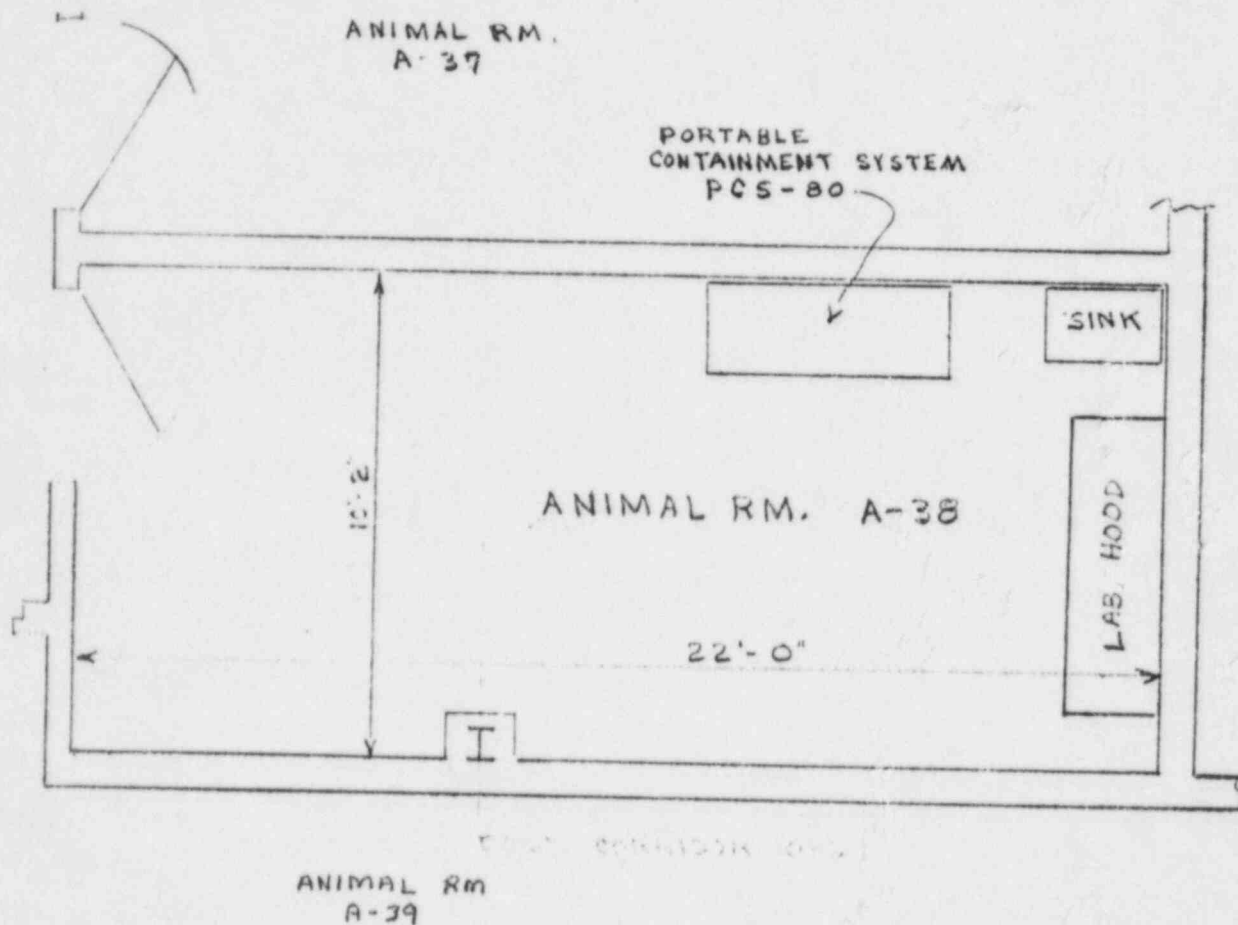 ANIMAL RM.
A-37
PORTABLE
CONTAINMENT SYSTEM
PCS-80
SINK
ANIMAL RM. A-38
LAB. HOOD
22'-0"
ANIMAL RM
A-39